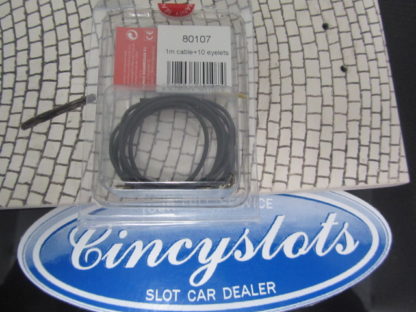 80107
1m cable+10 eyelets
Cincyslots
SLOT CAR DEALER